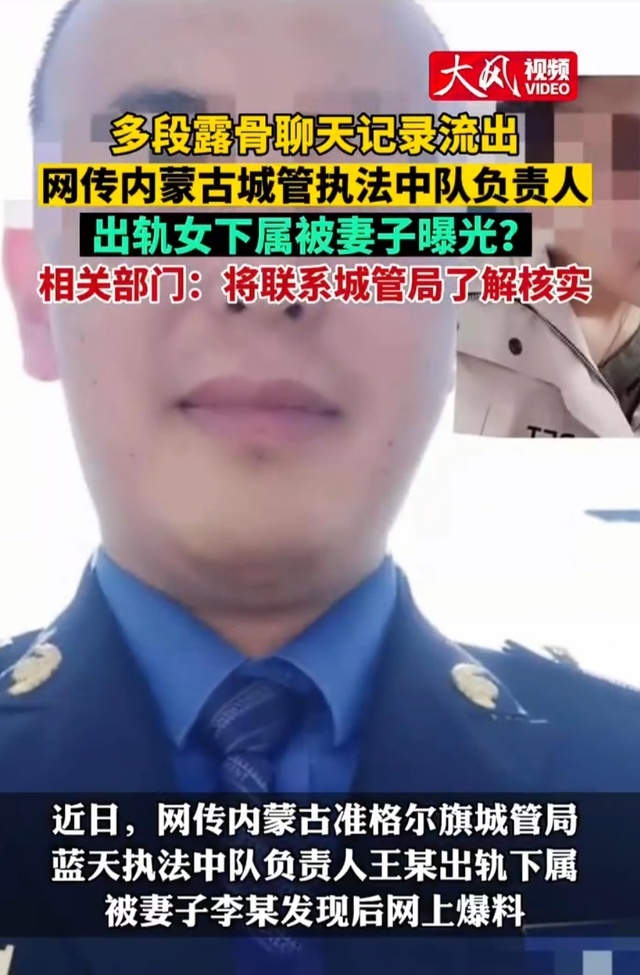 大风视频
VIDEO
多段露骨聊天记录流出
网传内蒙古城管执法中队负责人
出轨女下属被妻子曝光？
相关部门：将联系城管局了解核实
近日，网传内蒙古准格尔旗城管局
蓝天执法中队负责人王某出轨下属
被妻子李某发现后网上爆料